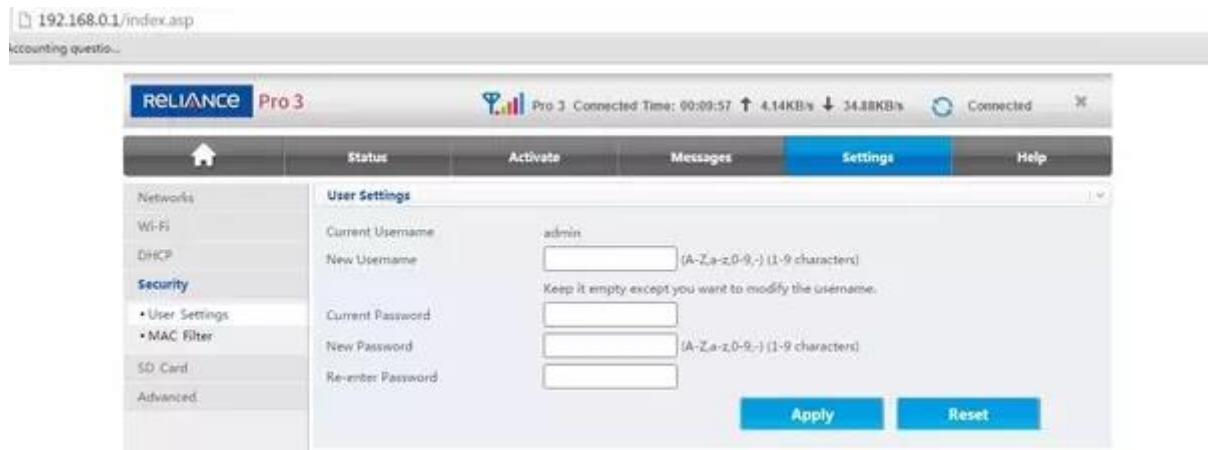 192.168.0.1/index.asp
ccounting questio...
RELIANCE Pro 3 Pro 3 Connected Time: 00:09:57 4.14KB/s 34.88KB/s Connected
Status Activate Messages Settings Help
Networks
Wi-Fi
DHCP
Security
• User Settings
• MAC Filter
SD Card
Advanced
User Settings
Current Username admin
New Username (A-Z,a-z,0-9,-) (1-9 characters)
Keep it empty except you want to modify the username.
Current Password
New Password (A-Z,a-z,0-9,-) (1-9 characters)
Re-enter Password
Apply Reset